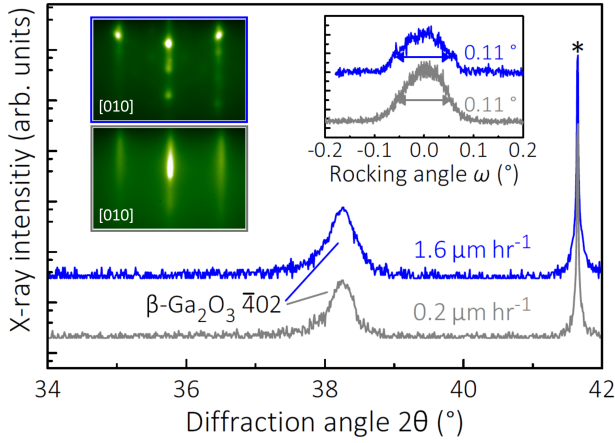 X-ray intensitiy (arb. units)
[010]
[010]
0.11 °
0.11 °
-0.2 -0.1 0.0 0.1 0.2
Rocking angle ω (°)
*
1.6 µm hr⁻¹
β-Ga₂O₃ 4̅02
0.2 µm hr⁻¹
34 36 38 40 42
Diffraction angle 2θ (°)